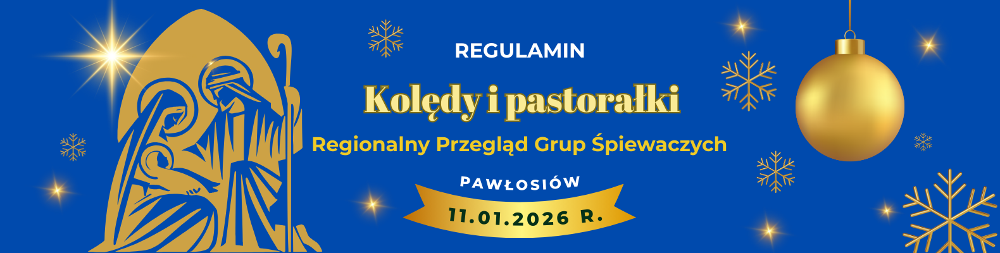 REGULAMIN
Kolędy i pastorałki
Regionalny Przegląd Grup Śpiewaczych
PAWŁOSIÓW
11.01.2026 R.